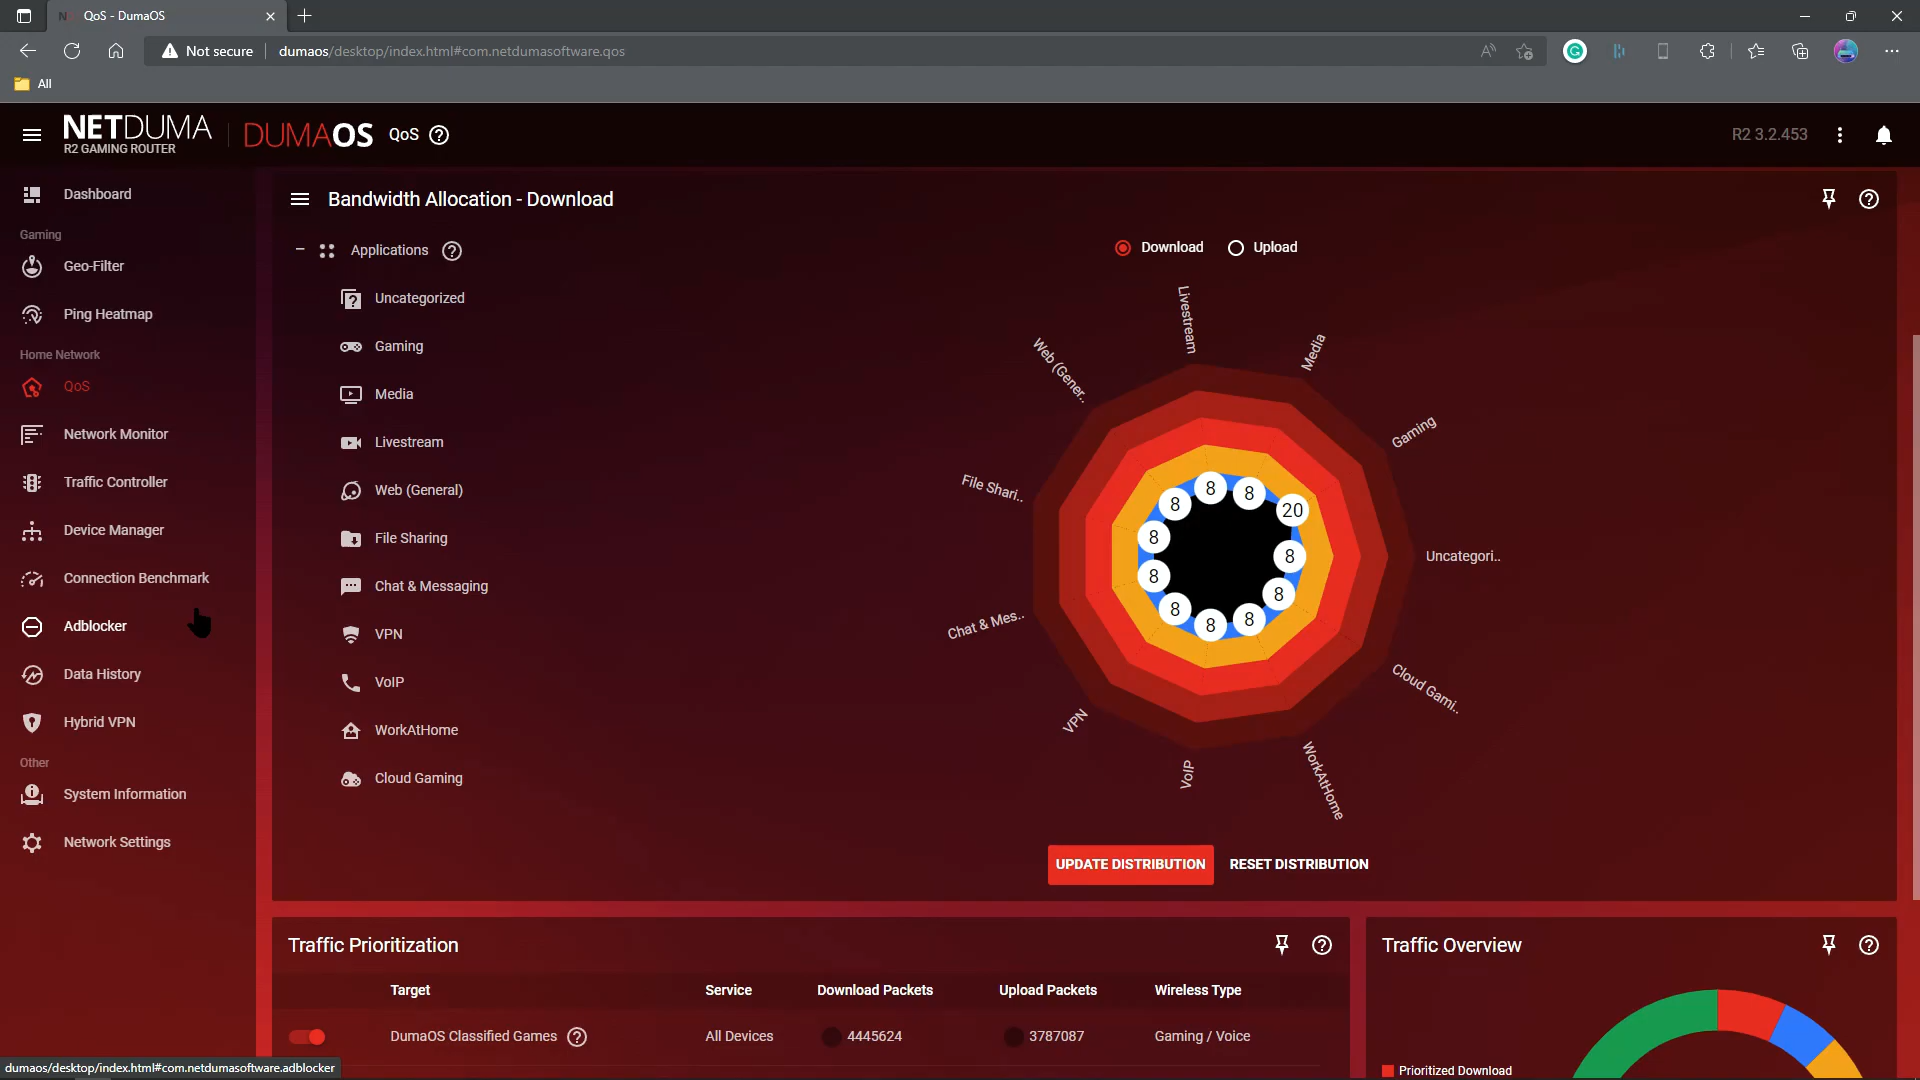 QoS - DumaOS
Not secure
dumaos/desktop/index.html#com.netdumasoftware.qos
All
NETDUMA
R2 GAMING ROUTER
DUMAOS
QoS
R2 3.2.453
Dashboard
Gaming
Geo-Filter
Ping Heatmap
Home Network
QoS
Network Monitor
Traffic Controller
Device Manager
Connection Benchmark
Adblocker
Data History
Hybrid VPN
Other
System Information
Network Settings
Bandwidth Allocation - Download
Applications
Uncategorized
Gaming
Media
Livestream
Web (General)
File Sharing
Chat & Messaging
VPN
VoIP
WorkAtHome
Cloud Gaming
Download
Upload
Livestream
Media
Web (Gener..
Gaming
File Shari..
Uncategori..
Chat & Mes..
Cloud Gami..
VPN
VoIP
WorkAtHome
8
8
8
20
8
8
8
8
8
8
8
UPDATE DISTRIBUTION
RESET DISTRIBUTION
Traffic Prioritization
Target Service Download Packets Upload Packets Wireless Type
DumaOS Classified Games All Devices 4445624 3787087 Gaming / Voice
Traffic Overview
Prioritized Download
dumaos/desktop/index.html#com.netdumasoftware.adblocker